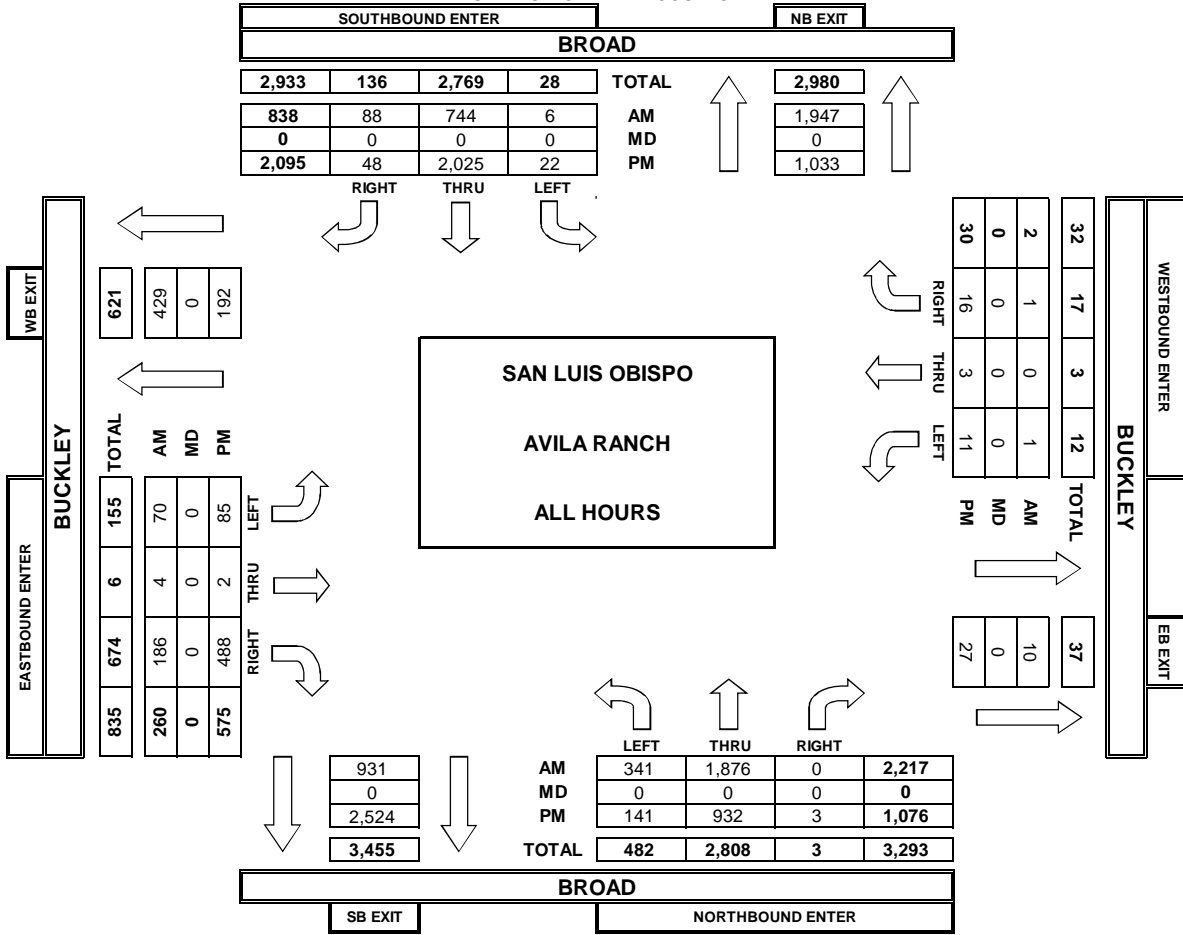 SOUTHBOUND ENTER NB EXIT
BROAD
2,933 136 2,769 28 TOTAL 2,980
838 88 744 6 AM 1,947
0 0 0 0 MD 0
2,095 48 2,025 22 PM 1,033
RIGHT THRU LEFT
WB EXIT
BUCKLEY
EASTBOUND ENTER
621 429 0 192
TOTAL AM MD PM
155 70 0 85 LEFT
6 4 0 2 THRU
674 186 0 488 RIGHT
835 260 0 575
SAN LUIS OBISPO
AVILA RANCH
ALL HOURS
30 0 2 32
RIGHT 16 0 1 17
THRU 3 0 0 3
LEFT 11 0 1 12
PM MD AM TOTAL
27 0 10 37
BUCKLEY
WESTBOUND ENTER
EB EXIT
LEFT THRU RIGHT
931 AM 341 1,876 0 2,217
0 MD 0 0 0 0
2,524 PM 141 932 3 1,076
3,455 TOTAL 482 2,808 3 3,293
BROAD
SB EXIT NORTHBOUND ENTER